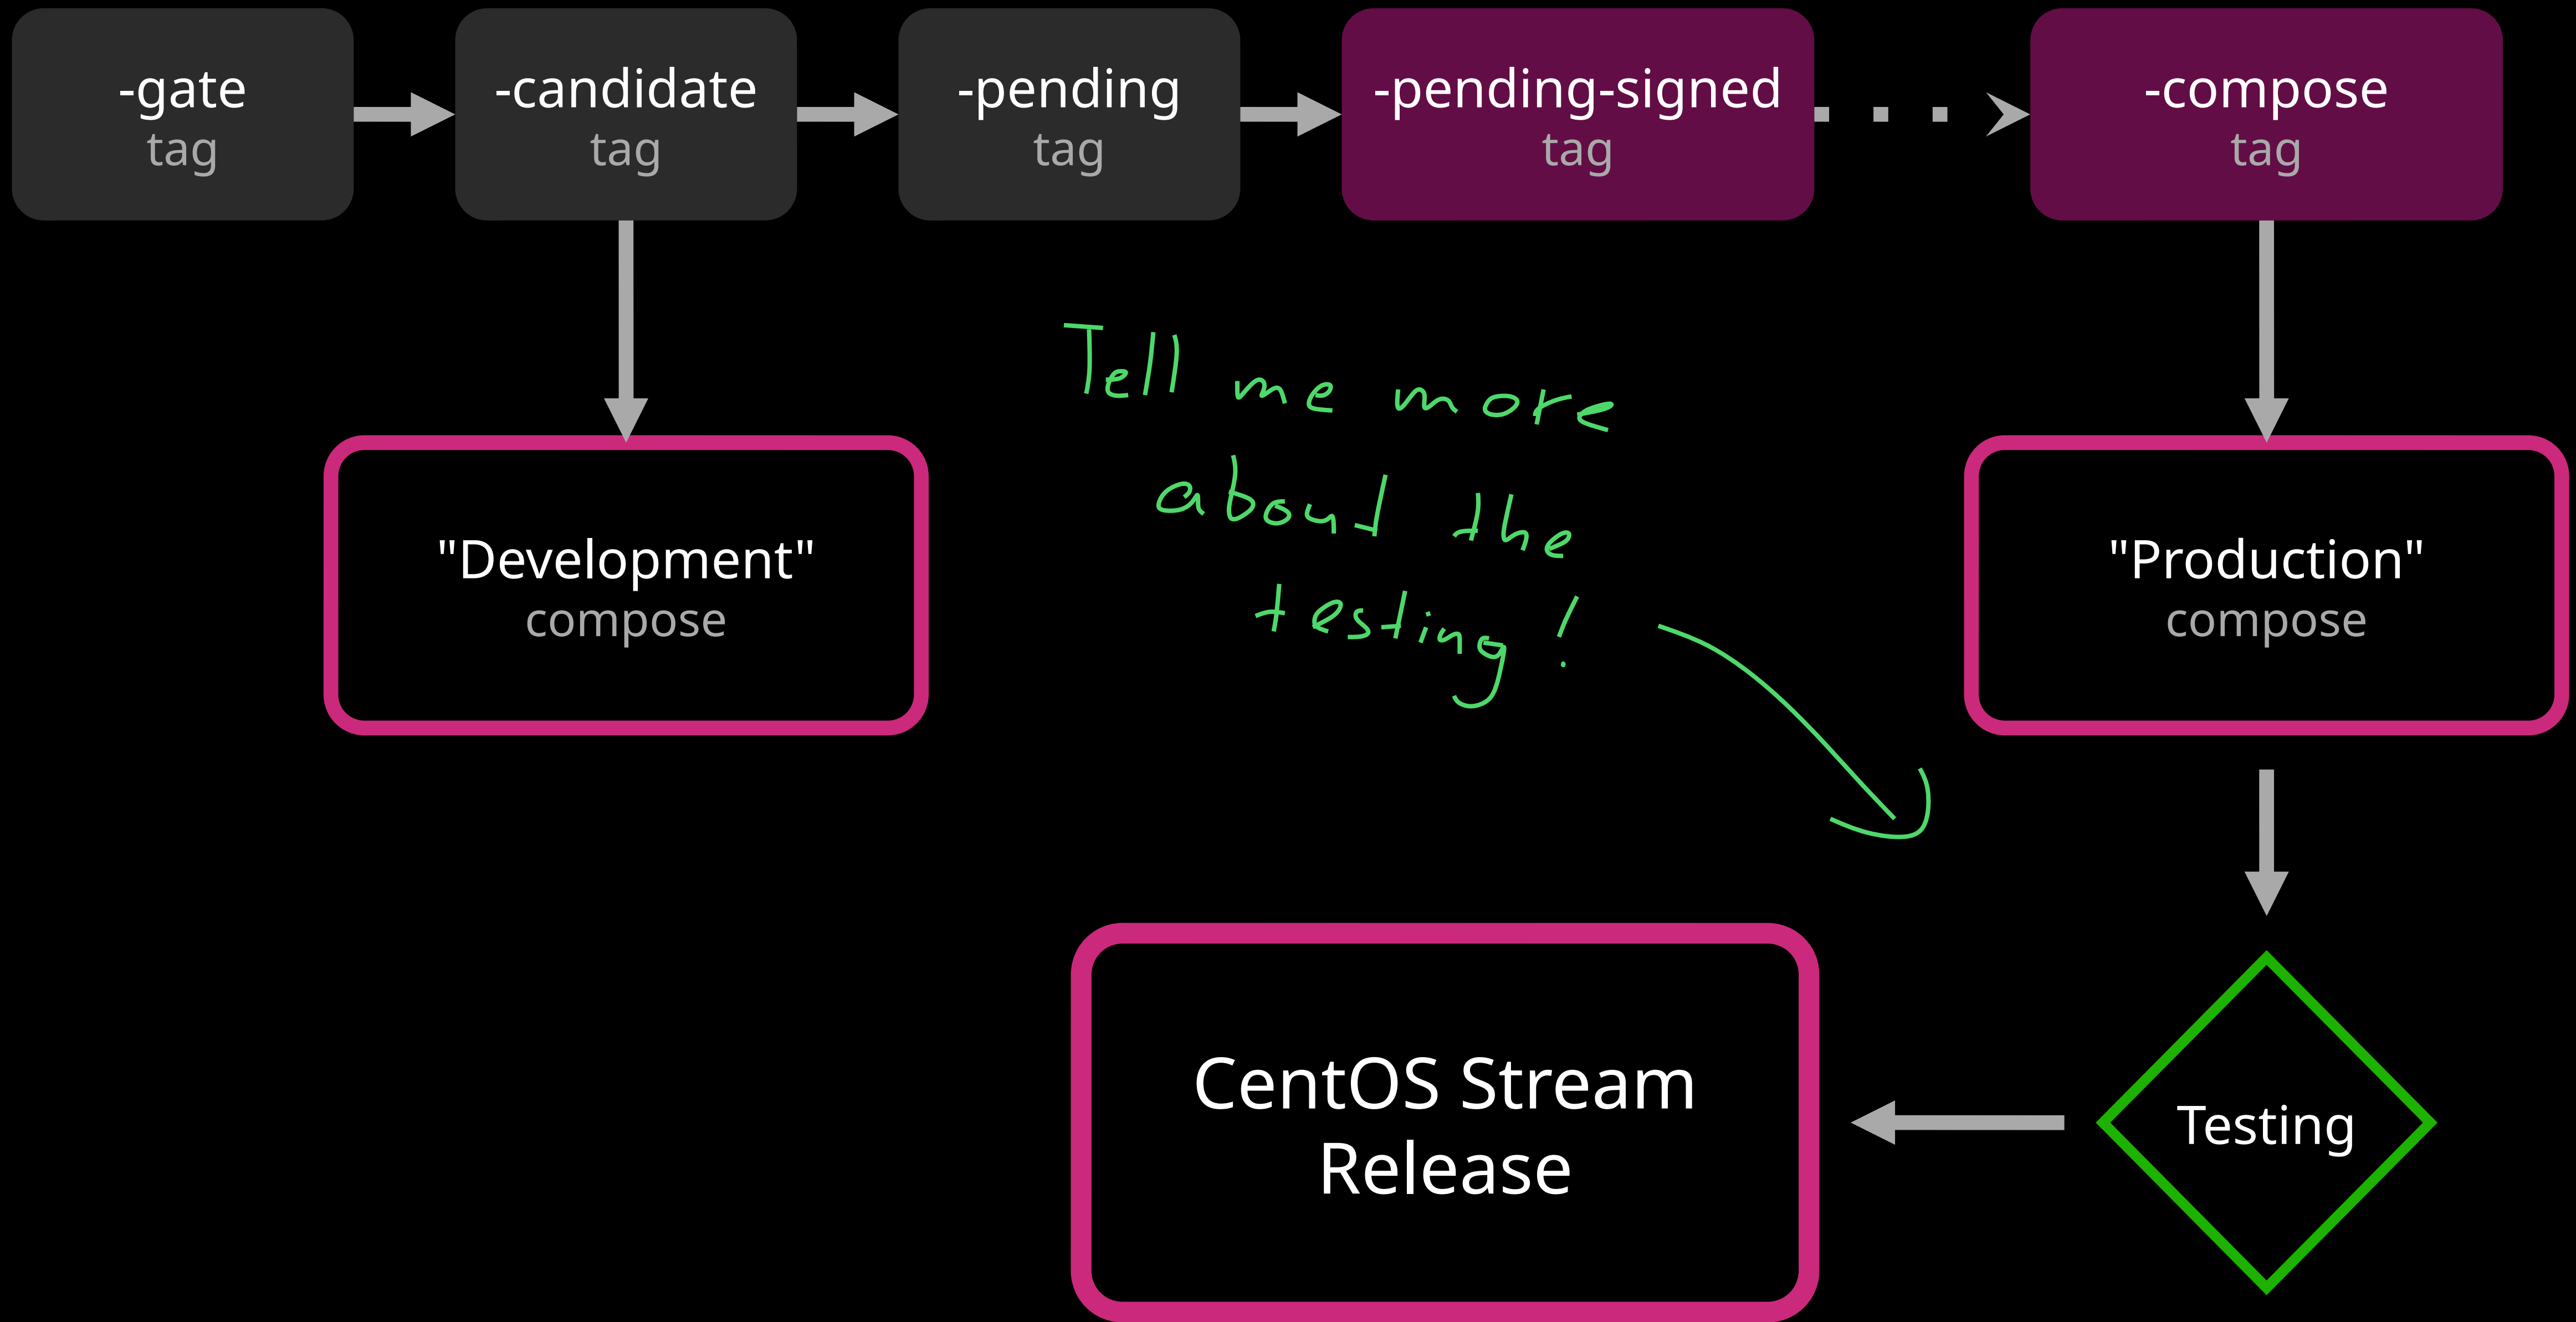 -gate
tag
-candidate
tag
-pending
tag
-pending-signed
tag
-compose
tag
Tell me more
about the
testing!
"Development"
compose
"Production"
compose
CentOS Stream
Release
Testing